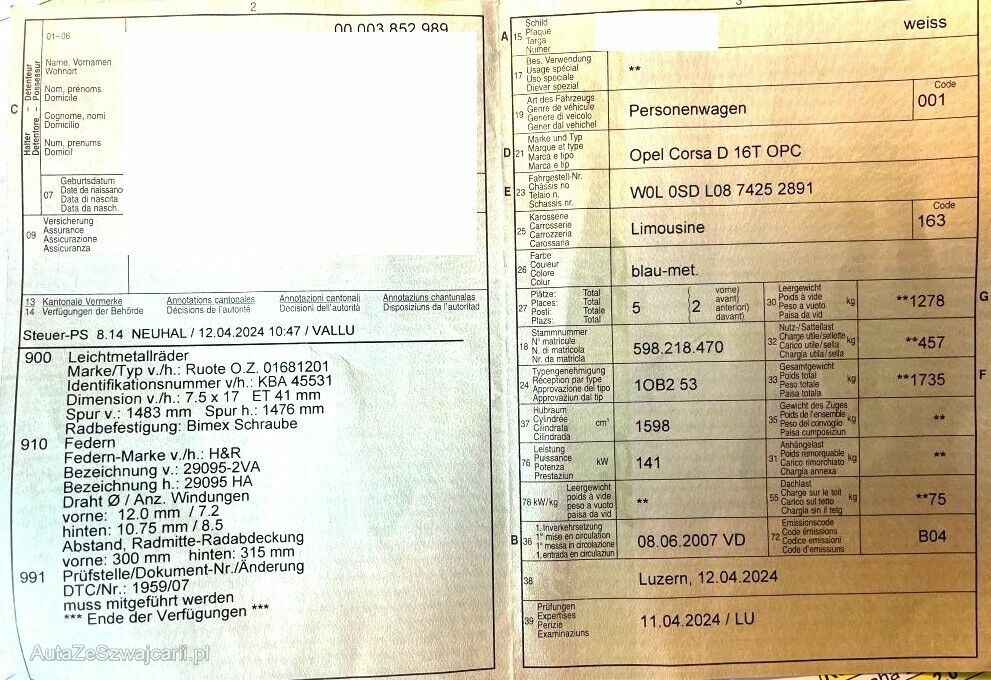 2
00.003.852.989
01-06
Name, Vornamen
Wohnort
Nom, prénoms
Domicile
Cognome, nomi
Domicilio
Num, prenums
Domicil
C
Halter – Détenteur
Detentore – Possessur
07
Geburtsdatum
Date de naissano
Data di nascita
Data da nasch.
09
Versicherung
Assurance
Assicurazione
Assicuranza
13 Kantonale Vermerke
14 Verfügungen der Behörde
Annotations cantonales
Décisions de l'autorité
Annotazioni cantonali
Decisioni dell'autorità
Annotaziuns chantunalas
Disposiziuns da l'autoritad
Steuer-PS 8.14 NEUHAL / 12.04.2024 10:47 / VALLU
900 Leichtmetallräder
Marke/Typ v./h.: Ruote O.Z. 01681201
Identifikationsnummer v/h.: KBA 45531
Dimension v./h.: 7.5 x 17 ET 41 mm
Spur v.: 1483 mm Spur h.: 1476 mm
Radbefestigung: Bimex Schraube
910 Federn
Federn-Marke v./h.: H&R
Bezeichnung v.: 29095-2VA
Bezeichnung h.: 29095 HA
Draht Ø / Anz. Windungen
vorne: 12.0 mm / 7.2
hinten: 10.75 mm / 8.5
Abstand, Radmitte-Radabdeckung
vorne: 300 mm hinten: 315 mm
991 Prüfstelle/Dokument-Nr./Änderung
DTC/Nr.: 1959/07
muss mitgeführt werden
*** Ende der Verfügungen ***
AutaZeSzwajcarii.pl
3
A 15
Schild
Plaque
Targa
Numer
weiss
17
Bes. Verwendung
Usage spécial
Uso speciale
Diever spezial
**
19
Art des Fahrzeugs
Genre de véhicule
Genere di veicolo
Gener dal vehichel
Personenwagen
Code
001
D 21
Marke und Typ
Marque et type
Marca e tipo
Marca e tip
Opel Corsa D 16T OPC
E 23
Fahrgestell-Nr.
Châssis no
Telaio n.
Schassis nr.
W0L 0SD L08 7425 2891
25
Karosserie
Carrosserie
Carrozzeria
Carossaria
Limousine
Code
163
26
Farbe
Couleur
Colore
Colur
blau-met.
27
Plätze: Total
Places: Total
Posti: Totale
Plazs: Total
5
( 2
vorne)
avant)
anteriori)
davant)
30
Leergewicht
Poids à vide
Peso a vuoto
Paisa da vid
kg
**1278
G
18
Stammnummer
N° matricule
N. di matricola
Nr. da matricla
598.218.470
32
Nutz-/Sattellast
Charge utile/sellette
Carico utile/sella
Chargia utila/sella
kg
**457
24
Typengenehmigung
Réception par type
Approvazione del tipo
Approvaziun dal tip
1OB2 53
33
Gesamtgewicht
Poids total
Peso totale
Paisa totala
kg
**1735
F
37
Hubraum
Cylindrée
Cilindrata
Cilindrada
cm³
1598
35
Gewicht des Zuges
Poids de l'ensemble
Peso del convoglio
Paisa cumposiziun
kg
**
76
Leistung
Puissance
Potenza
Prestaziun
kW
141
31
Anhängelast
Poids remorquable
Carico rimorchiato
Chargia annexa
kg
**
78 kW/kg
Leergewicht
poids à vide
peso a vuoto
paisa da vid
**
55
Dachlast
Charge sur le toit
Carico sul tetto
Chargia sin il tetg
kg
**75
B 36
1. Inverkehrsetzung
1re mise en circulation
1a messa in circolazione
1. entrada en circulaziun
08.06.2007 VD
72
Emissionscode
Code émissions
Codice emissioni
Code d'emissiuns
B04
38
Luzern, 12.04.2024
39
Prüfungen
Expertises
Perizie
Examinaziuns
11.04.2024 / LU